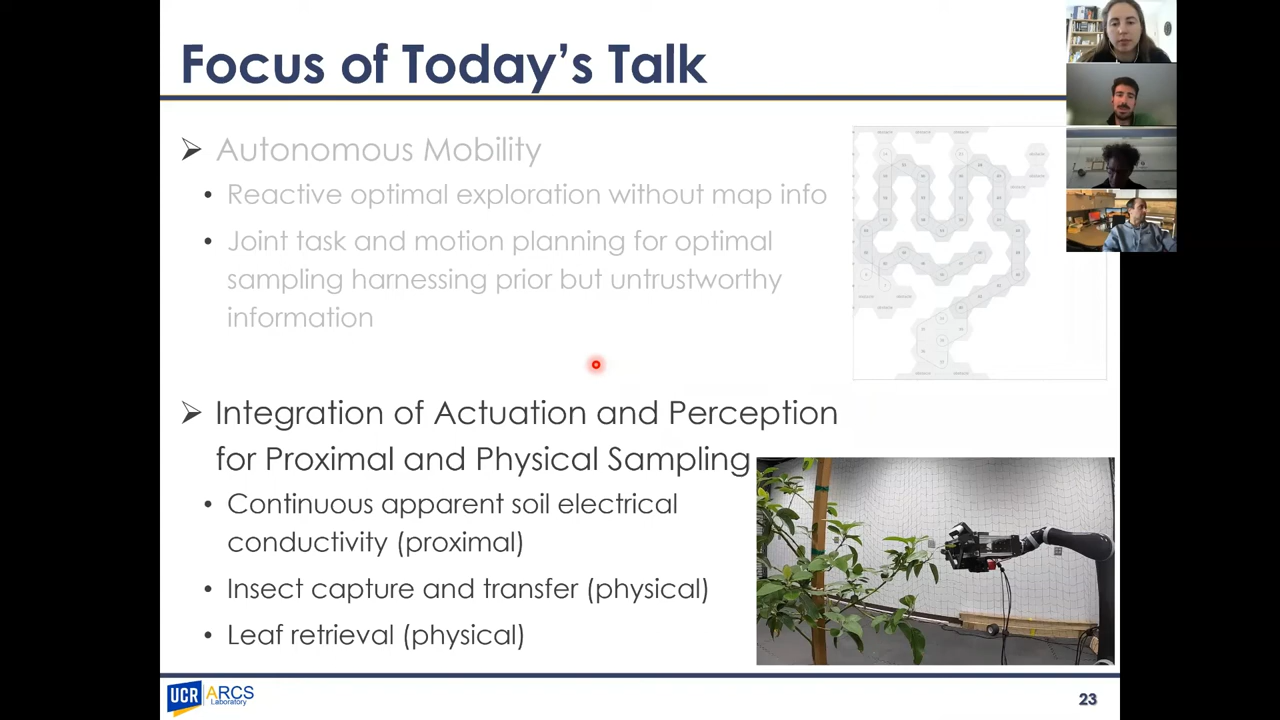 Focus of Today's Talk
➢ Autonomous Mobility
• Reactive optimal exploration without map info
• Joint task and motion planning for optimal
sampling harnessing prior but untrustworthy
information
➢ Integration of Actuation and Perception
for Proximal and Physical Sampling
• Continuous apparent soil electrical
conductivity (proximal)
• Insect capture and transfer (physical)
• Leaf retrieval (physical)
UCR ARCS
Laboratory
23